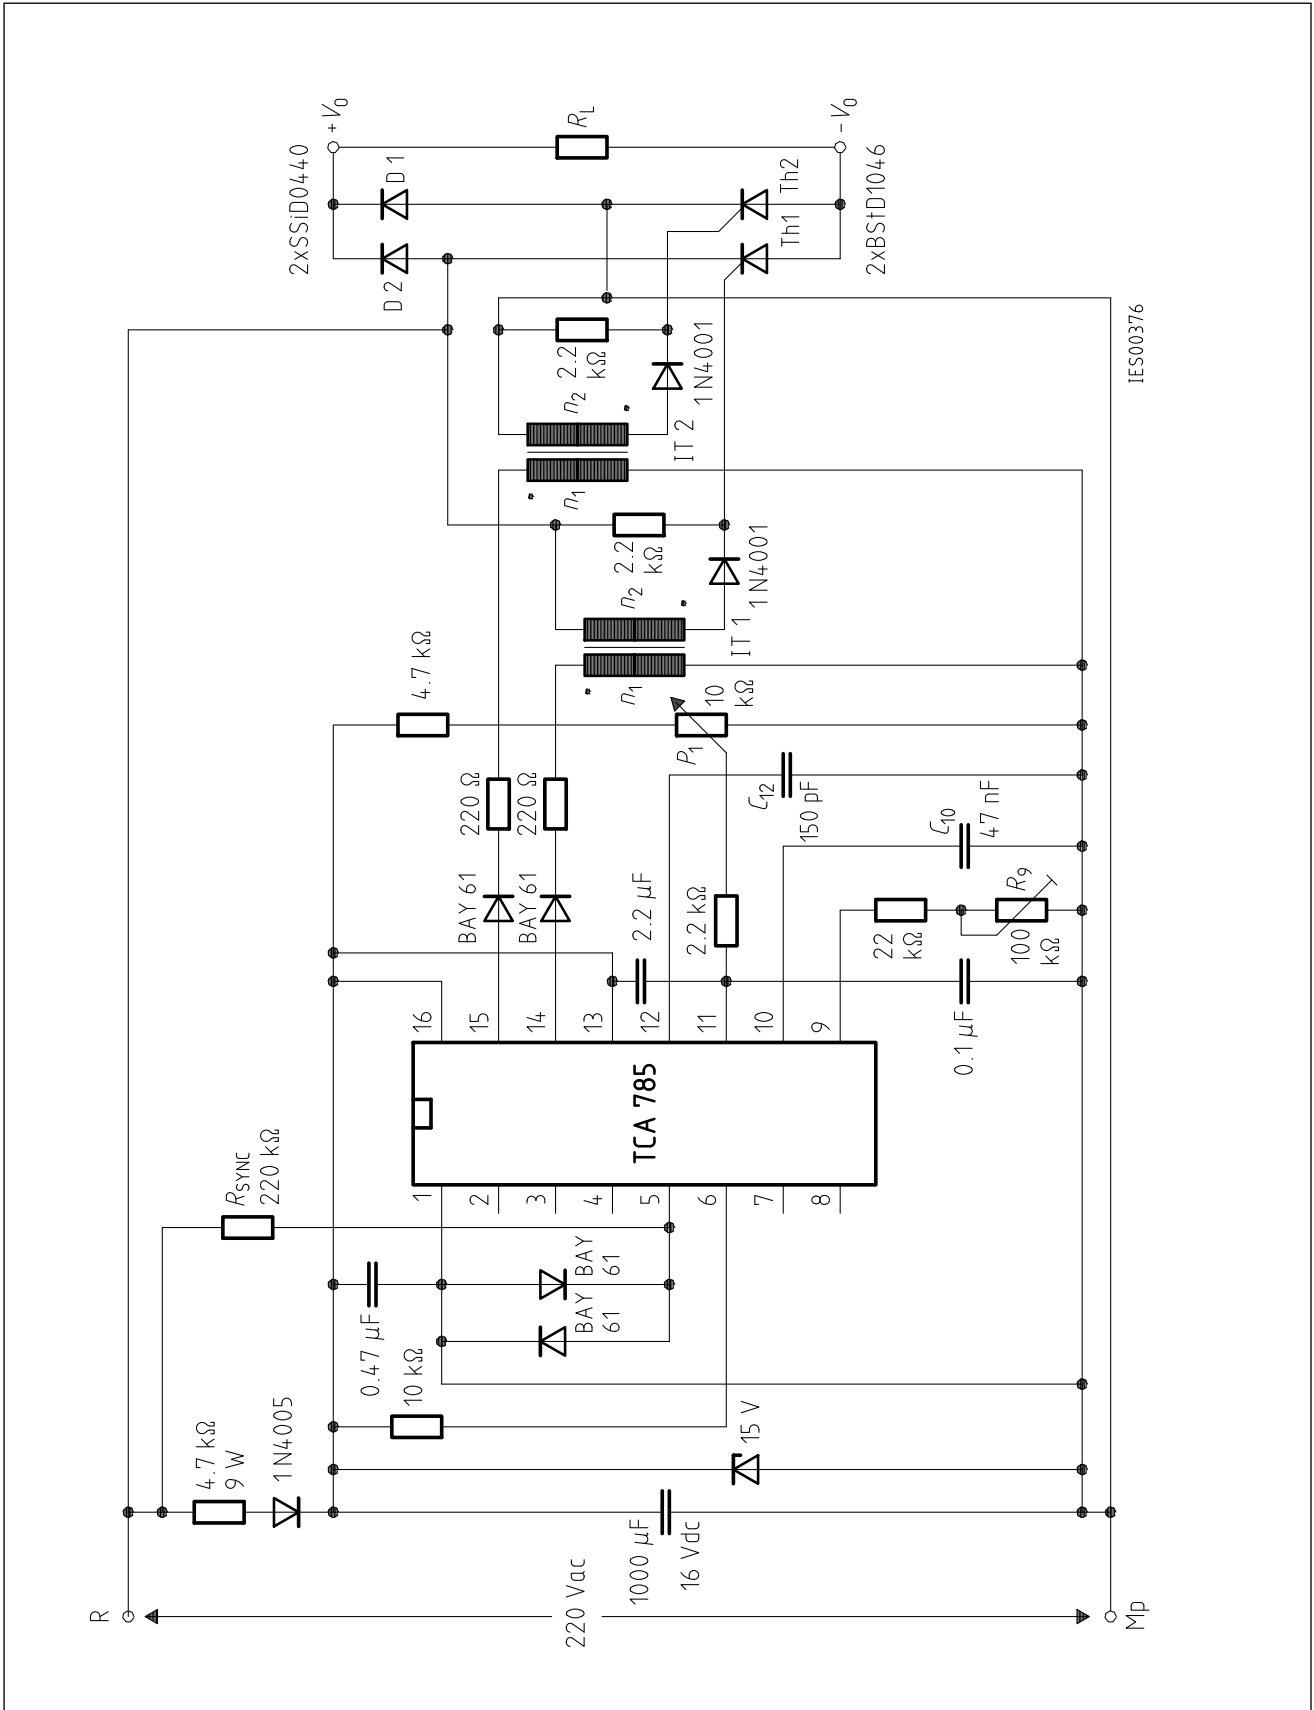 R
220 Vac
Mp
4.7 kΩ
9 W
1N4005
1000 µF
16 Vdc
15 V
10 kΩ
0.47 µF
BAY
61
BAY
61
RSYNC
220 kΩ
1
2
3
4
5
6
7
8
TCA 785
16
15
14
13
12
11
10
9
BAY 61
BAY 61
2.2 µF
2.2 kΩ
0.1 µF
22
kΩ
100
kΩ
R9
C10
47 nF
C12
150 pF
220 Ω
220 Ω
4.7 kΩ
P1
10
kΩ
n1
n2
IT 1
2.2
kΩ
1N4001
n1
n2
IT 2
2.2
kΩ
1N4001
2xSSiD0440
D 2
D 1
+V0
RL
-V0
Th1
Th2
2xBStD1046
IES00376